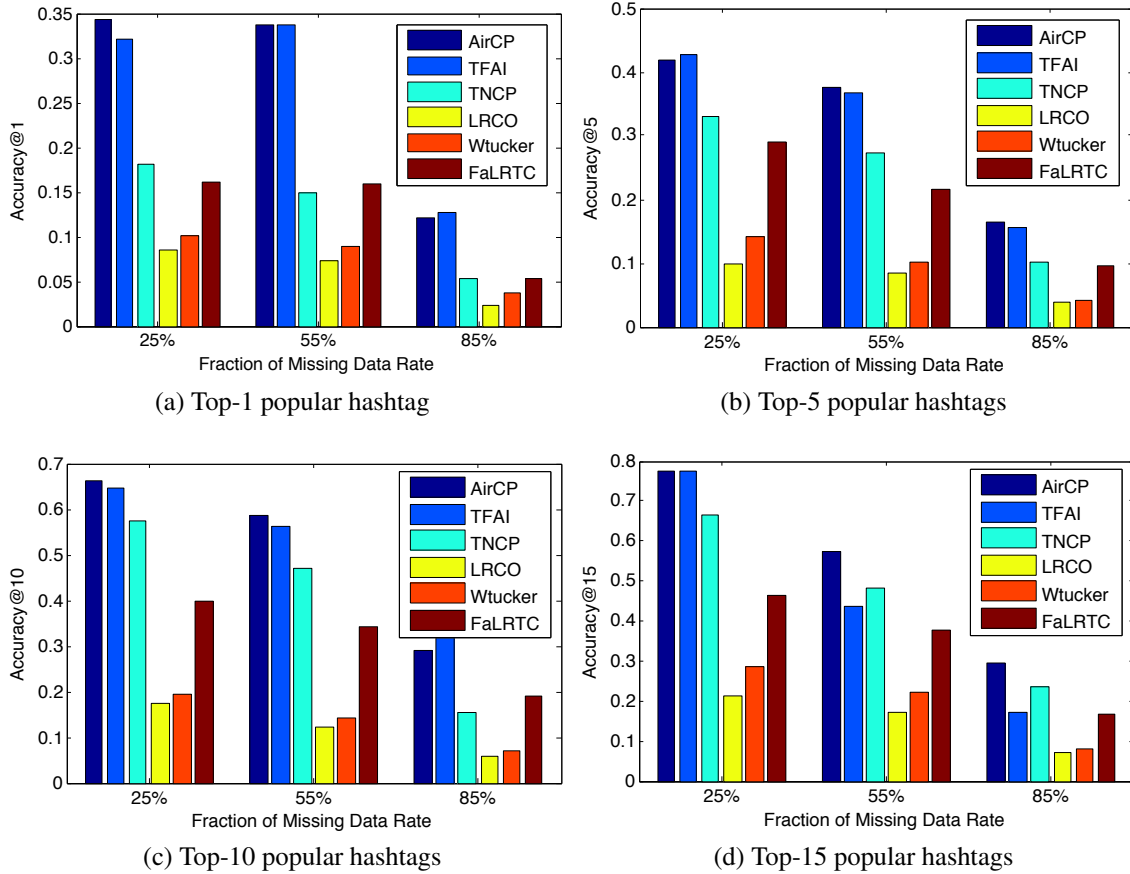 0.35
0.3
0.25
0.2
0.15
0.1
0.05
0
Accuracy@1
AirCP
TFAI
TNCP
LRCO
Wtucker
FaLRTC
25%
55%
85%
Fraction of Missing Data Rate
(a) Top-1 popular hashtag
0.5
0.4
0.3
0.2
0.1
0
Accuracy@5
AirCP
TFAI
TNCP
LRCO
Wtucker
FaLRTC
25%
55%
85%
Fraction of Missing Data Rate
(b) Top-5 popular hashtags
0.7
0.6
0.5
0.4
0.3
0.2
0.1
0
Accuracy@10
AirCP
TFAI
TNCP
LRCO
Wtucker
FaLRTC
25%
55%
85%
Fraction of Missing Data Rate
(c) Top-10 popular hashtags
0.8
0.7
0.6
0.5
0.4
0.3
0.2
0.1
0
Accuracy@15
AirCP
TFAI
TNCP
LRCO
Wtucker
FaLRTC
25%
55%
85%
Fraction of Missing Data Rate
(d) Top-15 popular hashtags